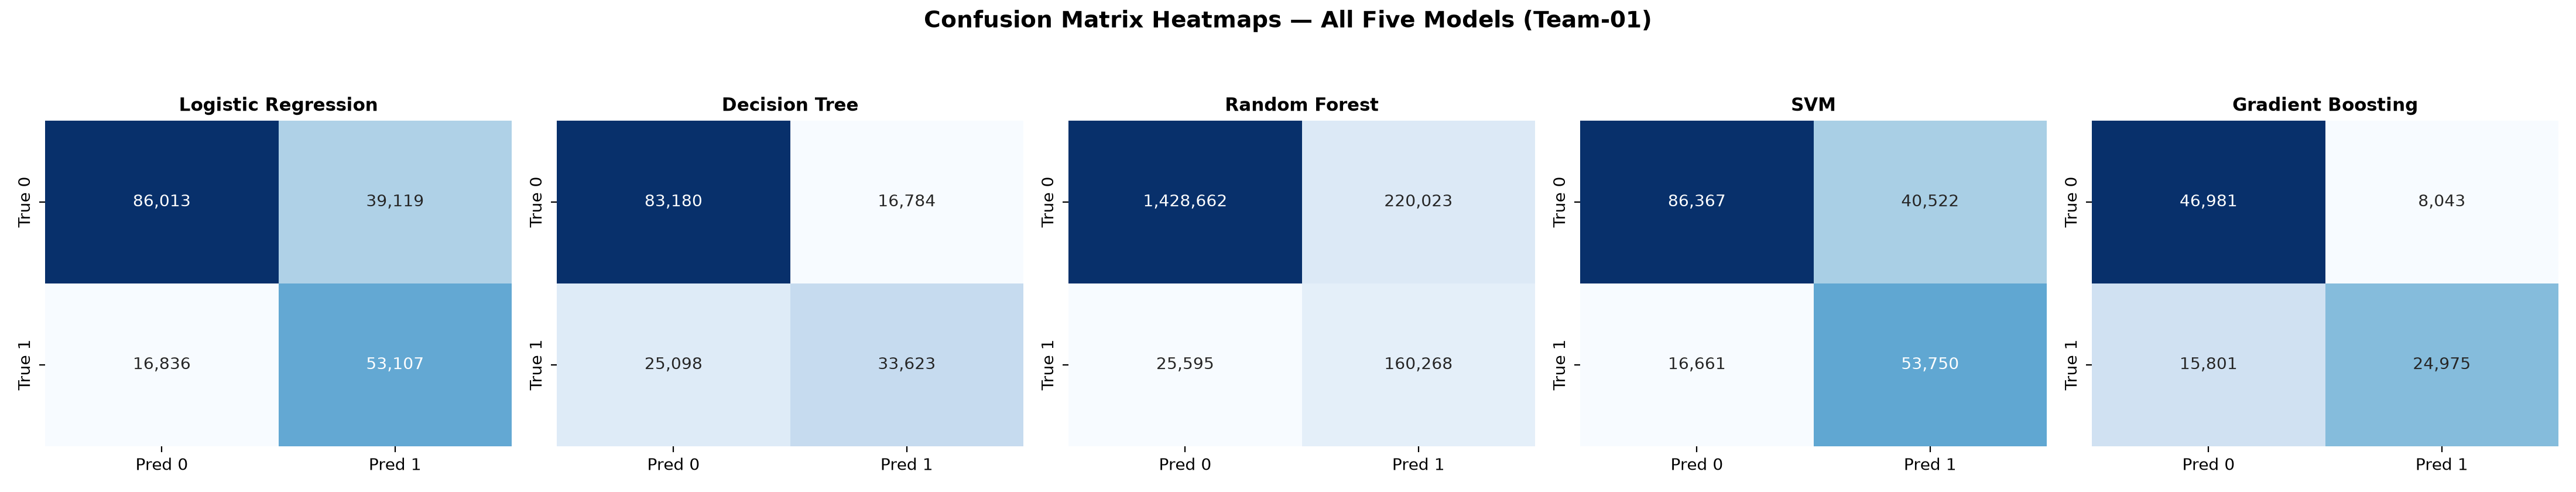 Confusion Matrix Heatmaps — All Five Models (Team-01)
Logistic Regression
True 0
86,013
39,119
True 1
16,836
53,107
Pred 0
Pred 1
Decision Tree
True 0
83,180
16,784
True 1
25,098
33,623
Pred 0
Pred 1
Random Forest
True 0
1,428,662
220,023
True 1
25,595
160,268
Pred 0
Pred 1
SVM
True 0
86,367
40,522
True 1
16,661
53,750
Pred 0
Pred 1
Gradient Boosting
True 0
46,981
8,043
True 1
15,801
24,975
Pred 0
Pred 1